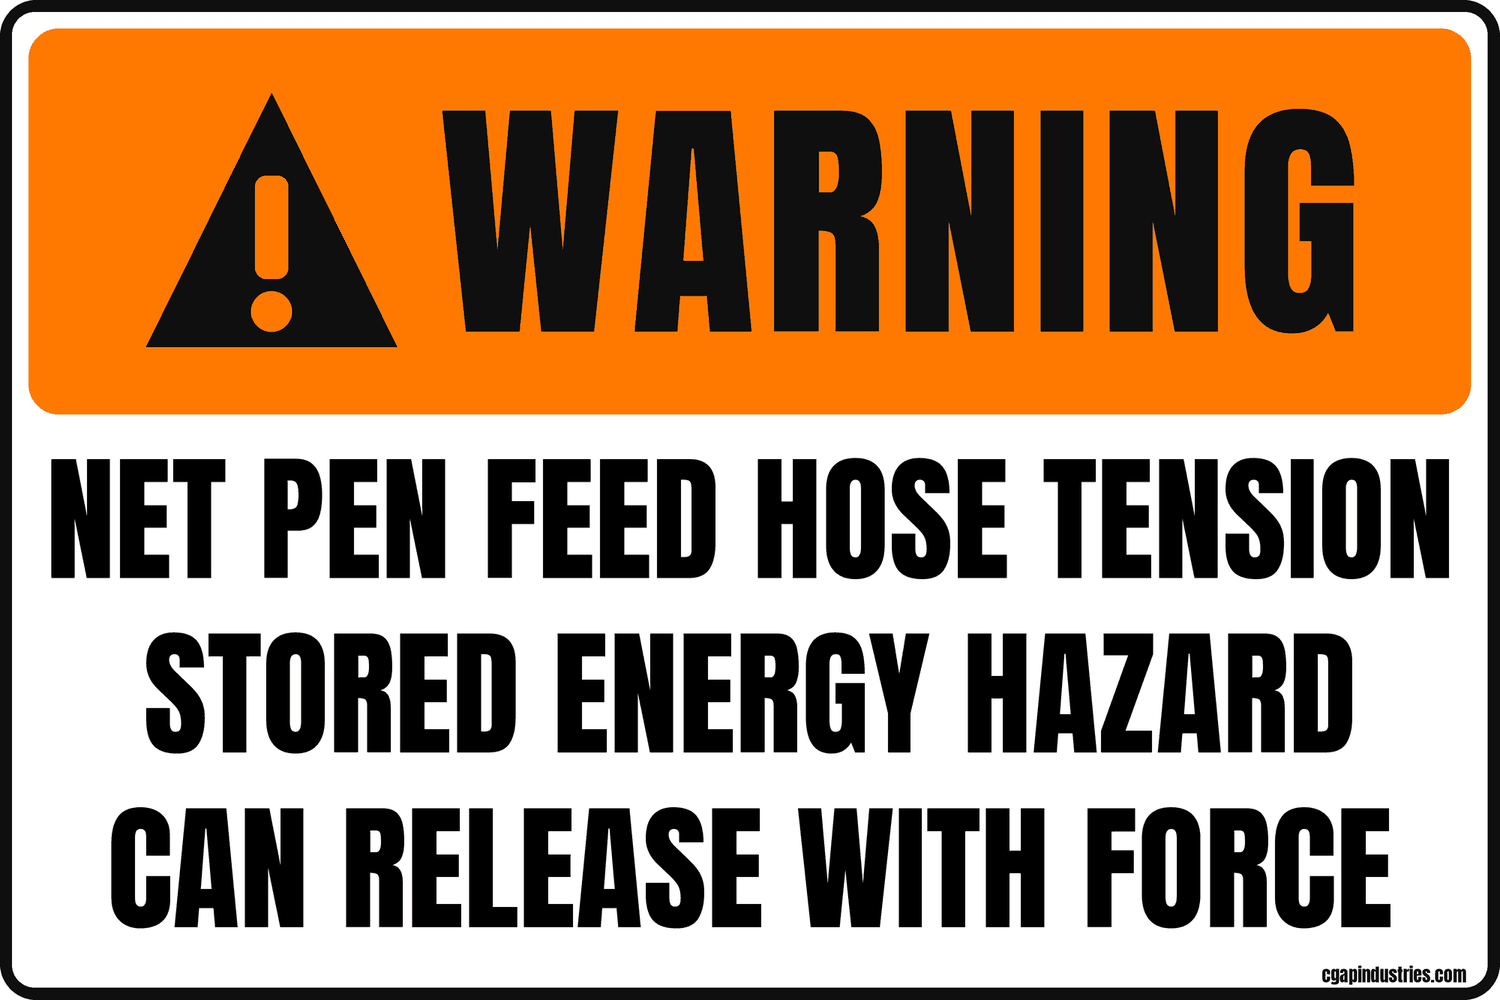 WARNING
NET PEN FEED HOSE TENSION
STORED ENERGY HAZARD
CAN RELEASE WITH FORCE
cgapindustries.com